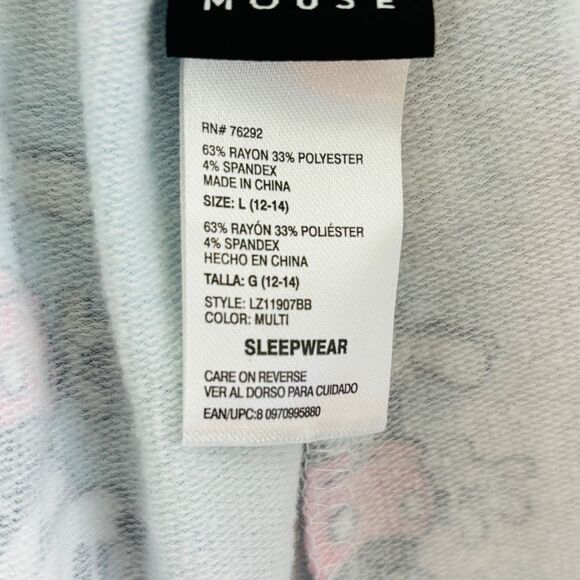 MOUSE
RN# 76292
63% RAYON 33% POLYESTER
4% SPANDEX
MADE IN CHINA
SIZE: L (12-14)
63% RAYÓN 33% POLIÉSTER
4% SPANDEX
HECHO EN CHINA
TALLA: G (12-14)
STYLE: LZ11907BB
COLOR: MULTI
SLEEPWEAR
CARE ON REVERSE
VER AL DORSO PARA CUIDADO
EAN/UPC:8 0970995880